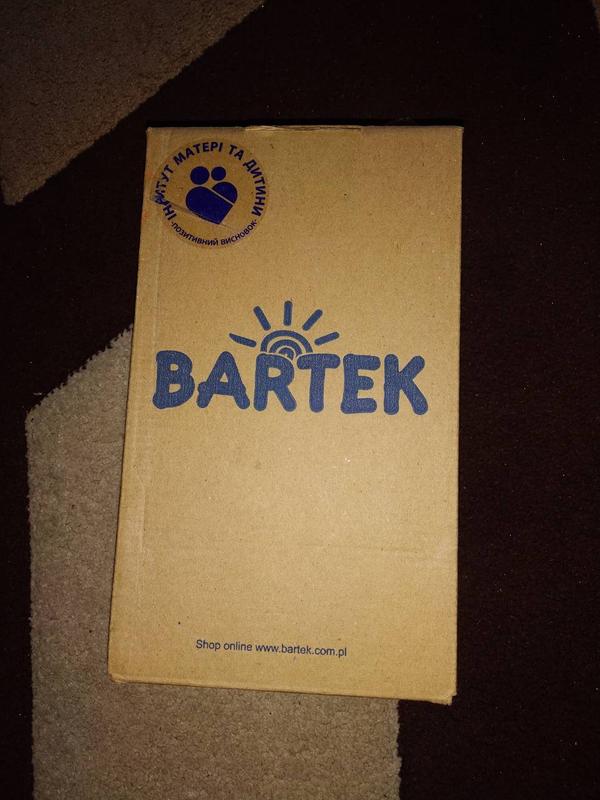 ІНСТИТУТ МАТЕРІ ТА ДИТИНИ
-ПОЗИТИВНИЙ ВИСНОВОК-
BARTEK
Shop online www.bartek.com.pl